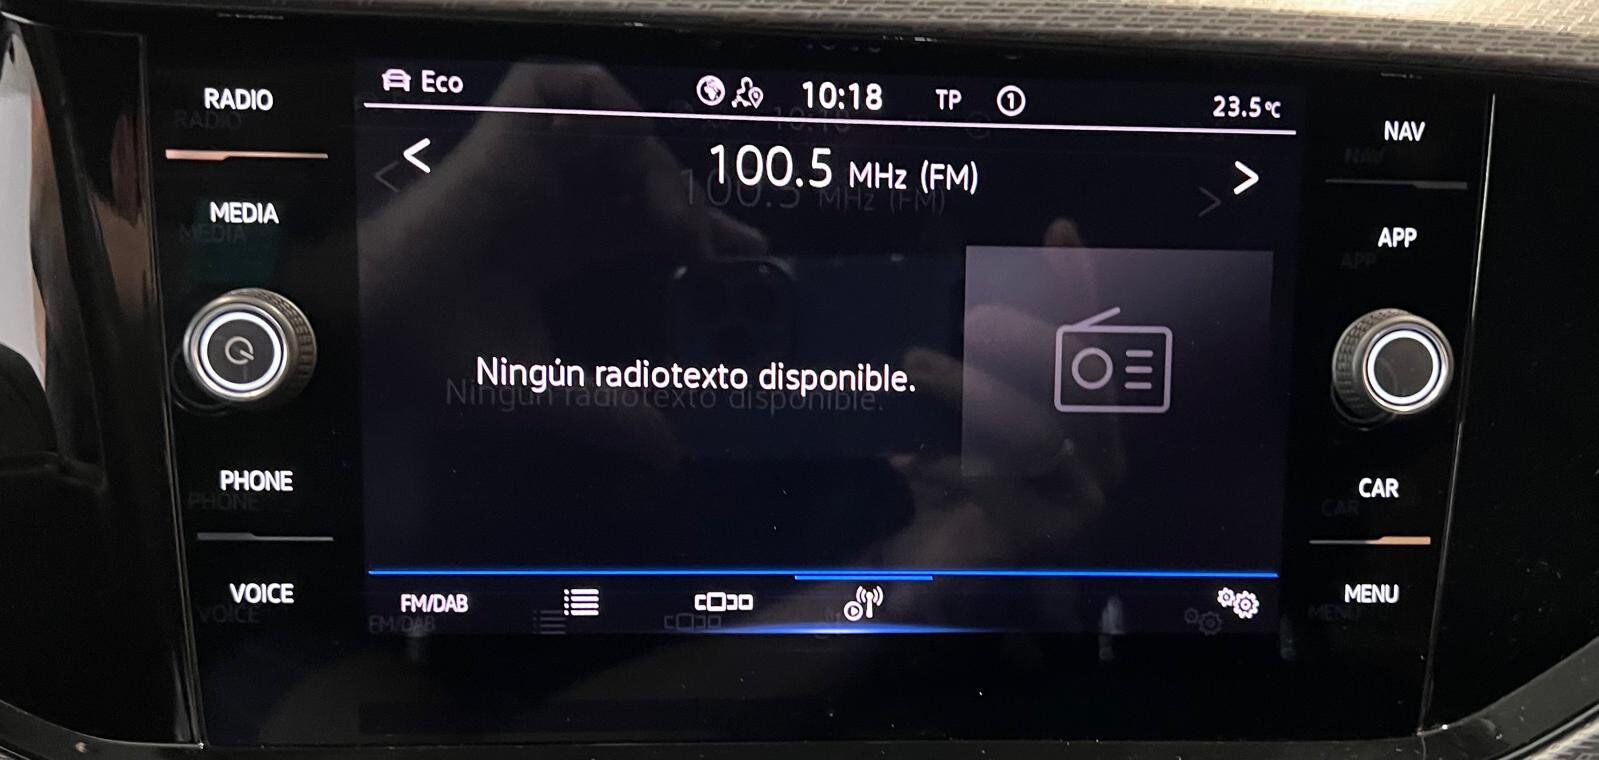 RADIO
MEDIA
PHONE
VOICE
Eco
10:18 TP 1
23.5°C
< 100.5 MHz (FM) >
Ningún radiotexto disponible.
FM/DAB
NAV
APP
CAR
MENU